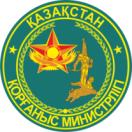 ҚАЗАҚСТАН
ҚОРҒАНЫС МИНИСТРЛІГІ